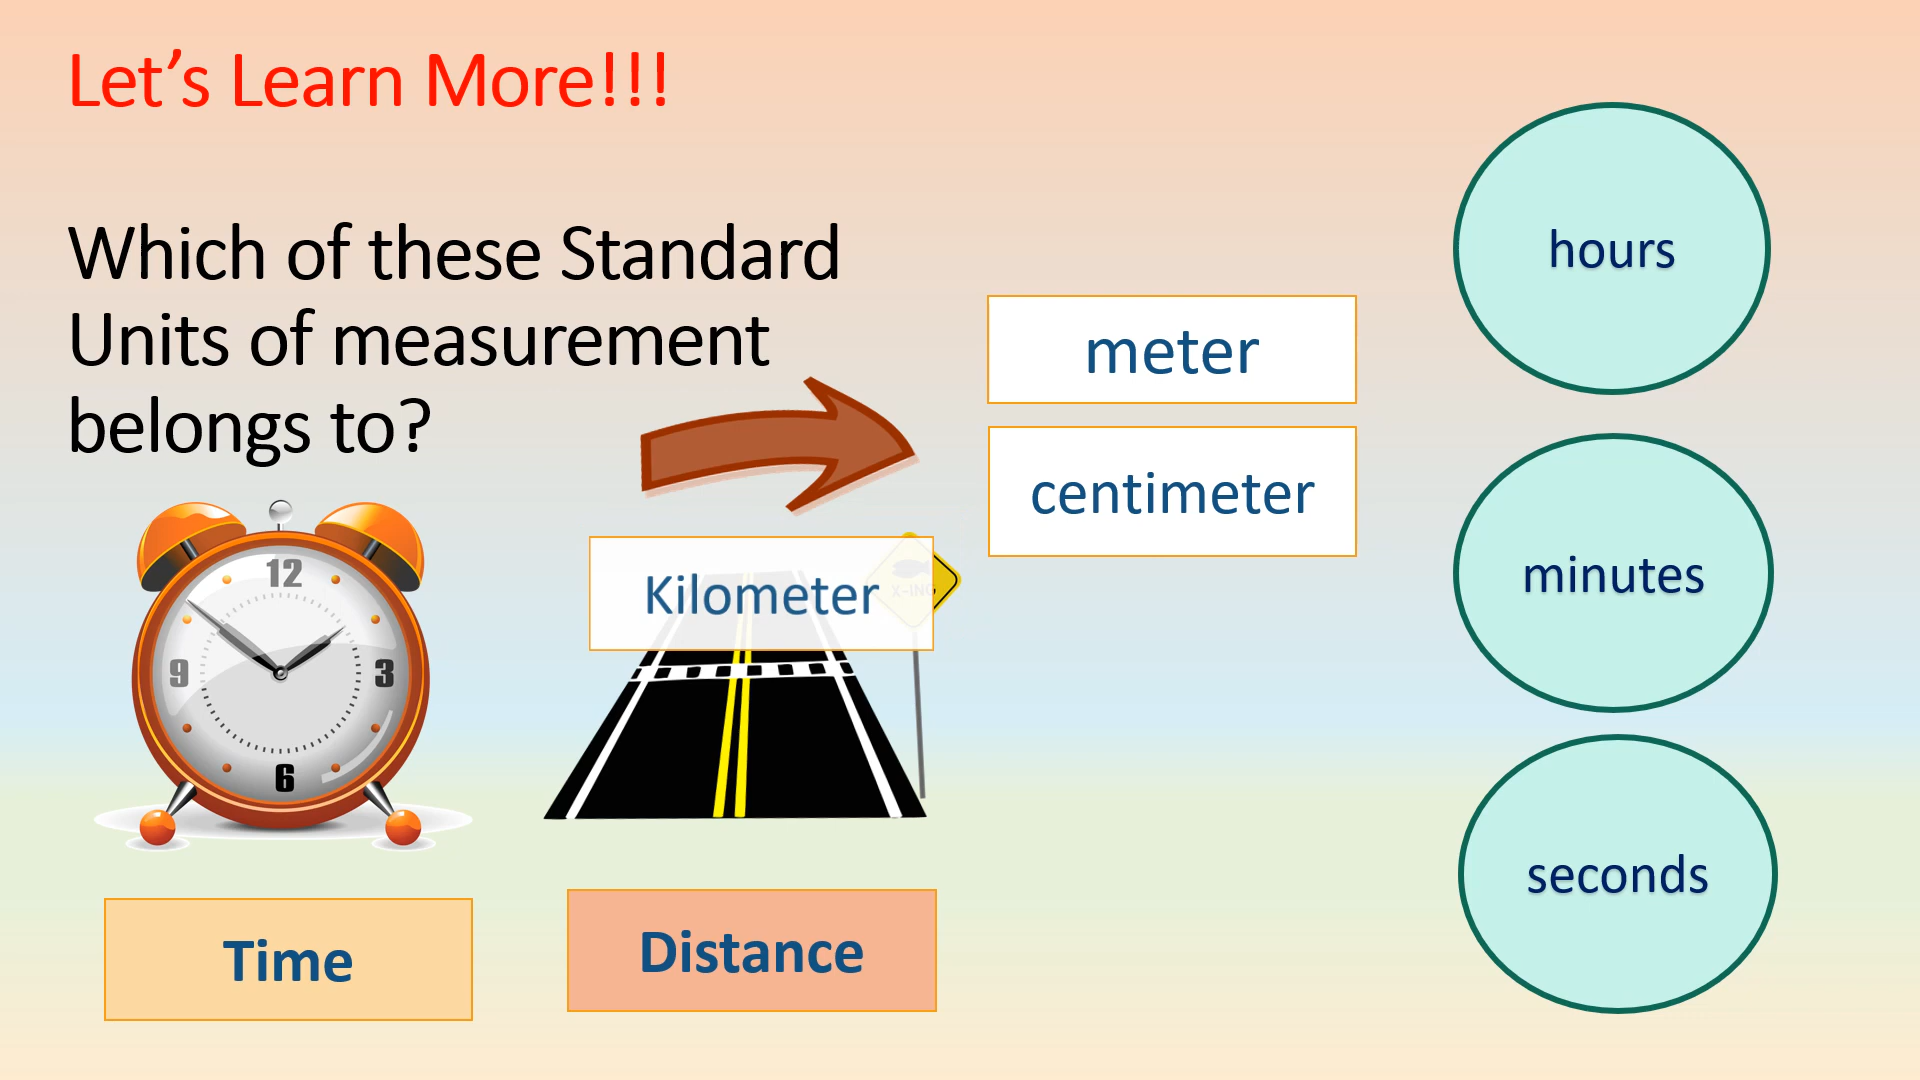 Let’s Learn More!!!
Which of these Standard
Units of measurement
belongs to?
meter
centimeter
Kilometer
X-ING
12
9
3
6
Time
Distance
hours
minutes
seconds